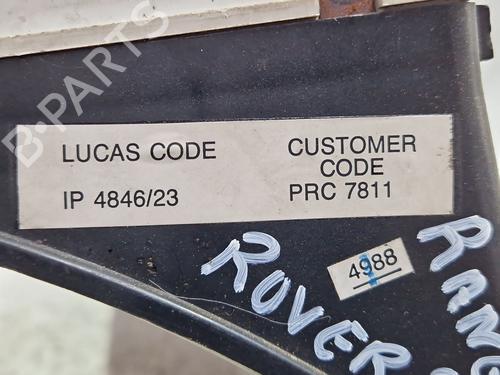 B-PARTS
LUCAS CODE
IP 4846/23
CUSTOMER
CODE
PRC 7811
4988
ROVER
RANG